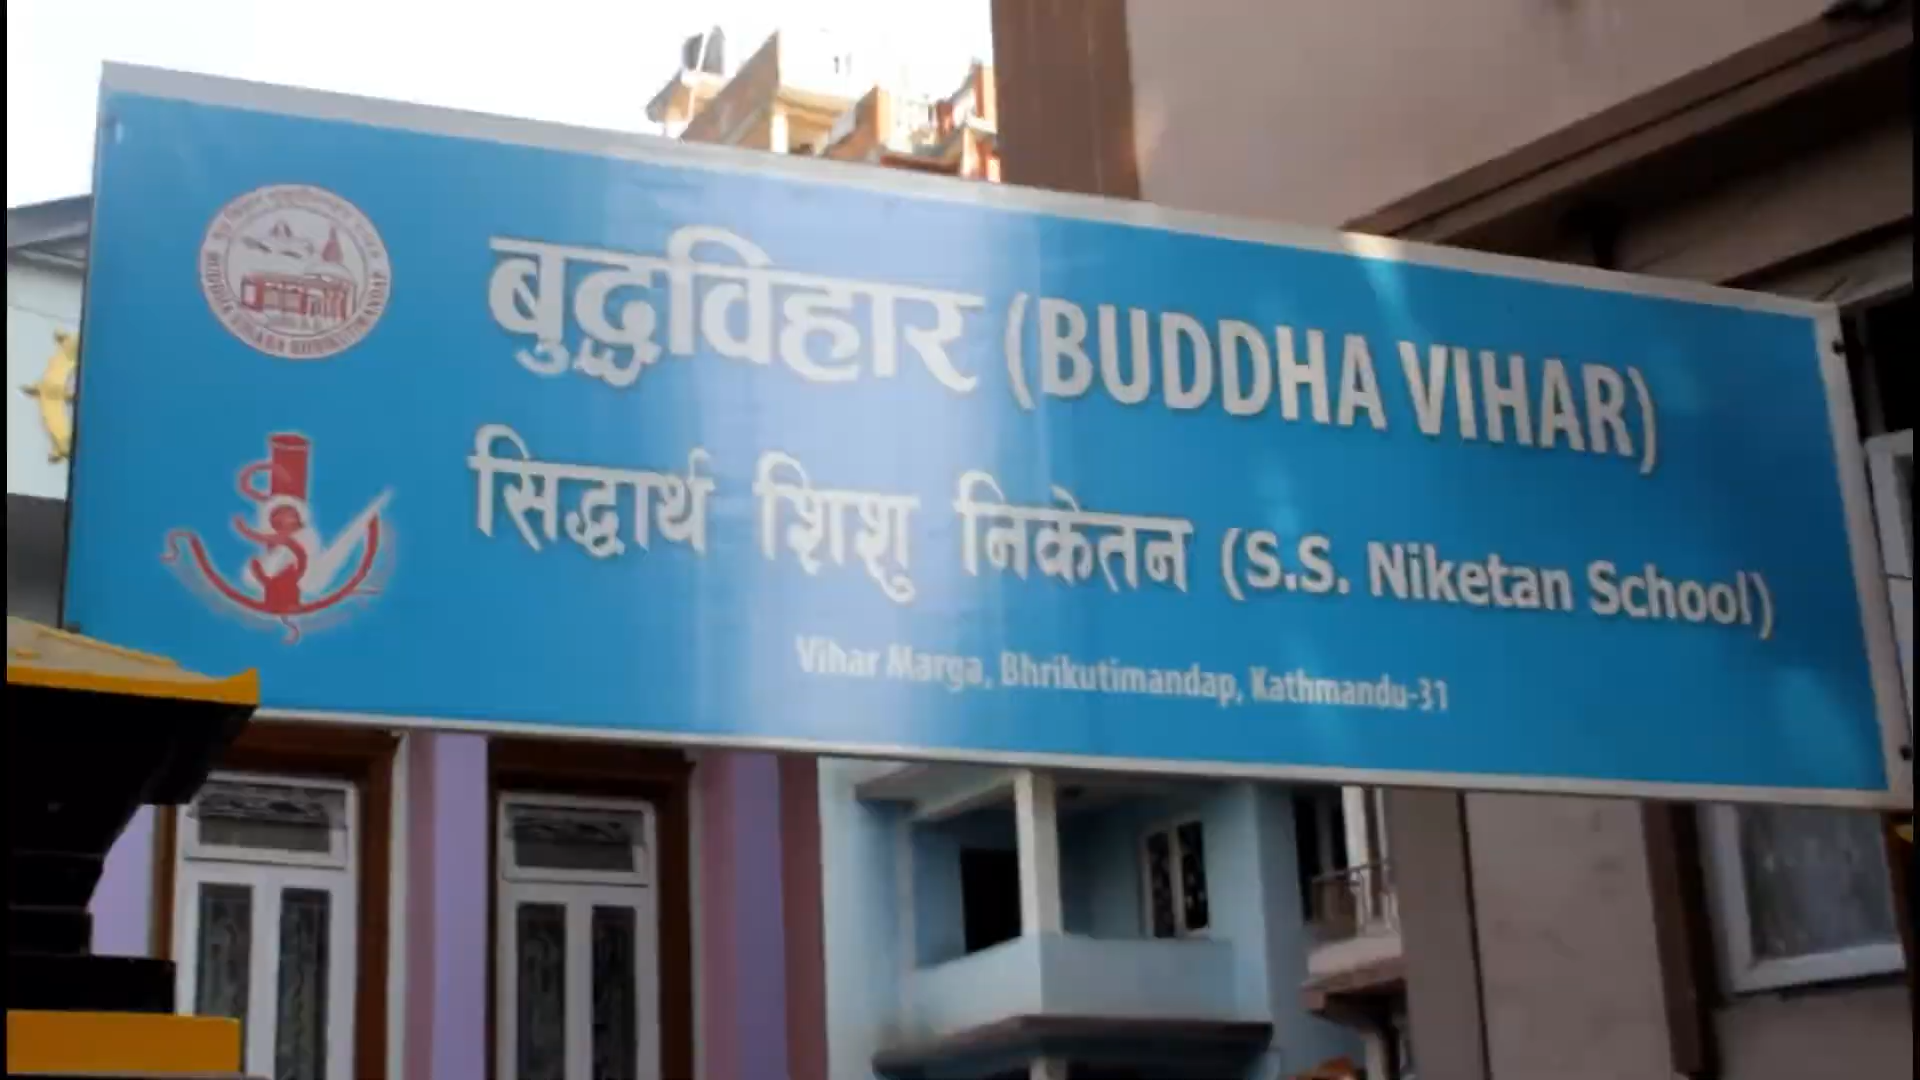 बुद्धविहार (BUDDHA VIHAR)
सिद्धार्थ शिशु निकेतन (S.S. Niketan School)
Vihar Marga, Bhrikutimandap, Kathmandu-31